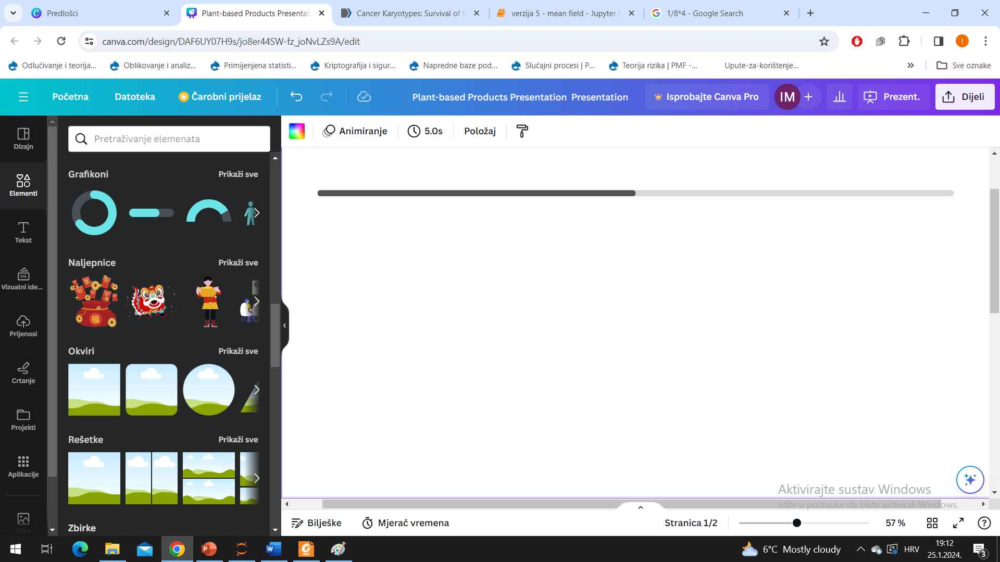 Predlošci
Plant-based Products Presentati
Cancer Karyotypes: Survival of t
verzija 5 - mean field - Jupyter
1/8*4 - Google Search
canva.com/design/DAF6UY07H9s/jo8er44SW-fz_joNvLZs9A/edit
Odlučivanje i teorija...
Oblikovanje i analiz...
Primijenjena statisti...
Kriptografija i sigur...
Napredne baze pod...
Slučajni procesi | P...
Teorija rizika | PMF -...
Upute-za-korištenje...
Sve oznake
Početna
Datoteka
Čarobni prijelaz
Plant-based Products Presentation Presentation
Isprobajte Canva Pro
IM
Prezent.
Dijeli
Dizajn
Elementi
Tekst
Vizualni ide...
Prijenosi
Crtanje
Projekti
Aplikacije
Slike
Pretraživanje elemenata
Grafikoni
Prikaži sve
Naljepnice
Prikaži sve
福
Okviri
Prikaži sve
Rešetke
Prikaži sve
Zbirke
Animiranje
5.0s
Položaj
Aktivirajte sustav Windows
Idite u postavke da biste aktivirali Windows.
Bilješke
Mjerač vremena
Stranica 1/2
57 %
6°C Mostly cloudy
HRV
19:12
25.1.2024.
3